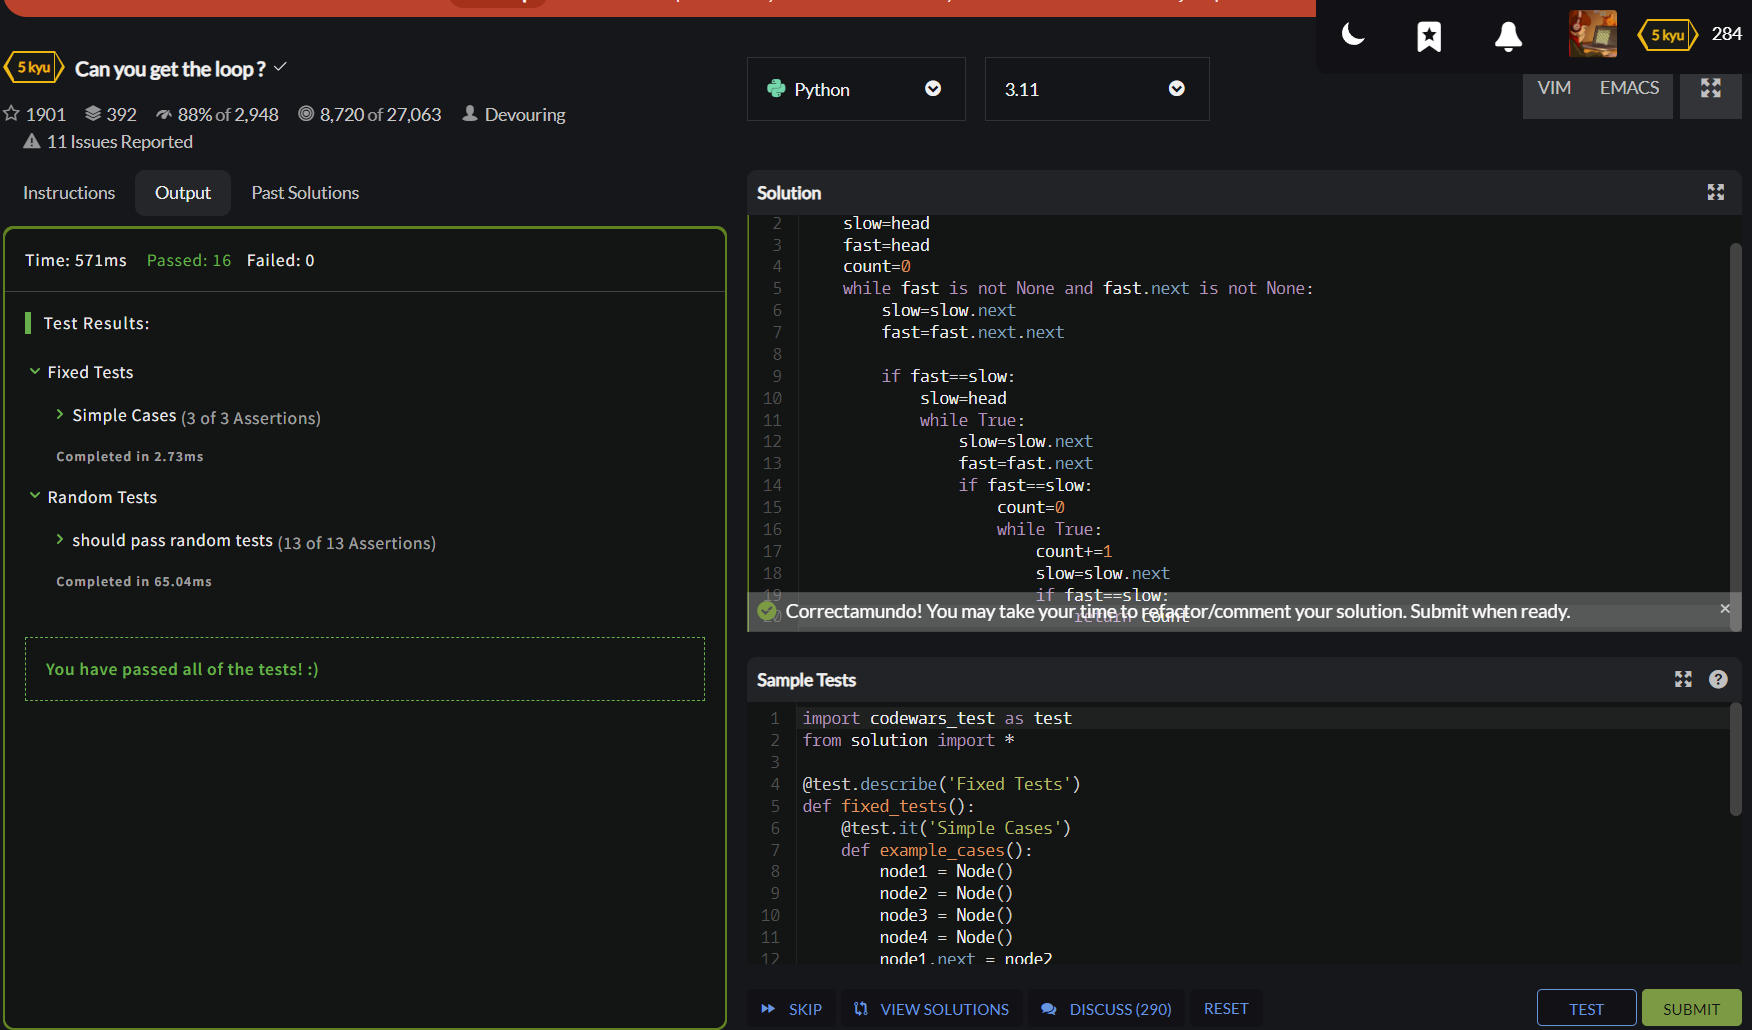 5 kyu
284
5 kyu Can you get the loop ?
1901 392 88% of 2,948 8,720 of 27,063 Devouring
11 Issues Reported
Python
3.11
VIM EMACS
Instructions Output Past Solutions
Time: 571ms Passed: 16 Failed: 0
Test Results:
Fixed Tests
Simple Cases (3 of 3 Assertions)
Completed in 2.73ms
Random Tests
should pass random tests (13 of 13 Assertions)
Completed in 65.04ms
You have passed all of the tests! :)
Solution
2 slow=head
3 fast=head
4 count=0
5 while fast is not None and fast.next is not None:
6 slow=slow.next
7 fast=fast.next.next
8
9 if fast==slow:
10 slow=head
11 while True:
12 slow=slow.next
13 fast=fast.next
14 if fast==slow:
15 count=0
16 while True:
17 count+=1
18 slow=slow.next
19 if fast==slow:
20 return count
Correctamundo! You may take your time to refactor/comment your solution. Submit when ready.
Sample Tests
1 import codewars_test as test
2 from solution import *
3
4 @test.describe('Fixed Tests')
5 def fixed_tests():
6 @test.it('Simple Cases')
7 def example_cases():
8 node1 = Node()
9 node2 = Node()
10 node3 = Node()
11 node4 = Node()
12 node1.next = node2
SKIP VIEW SOLUTIONS DISCUSS (290) RESET TEST SUBMIT